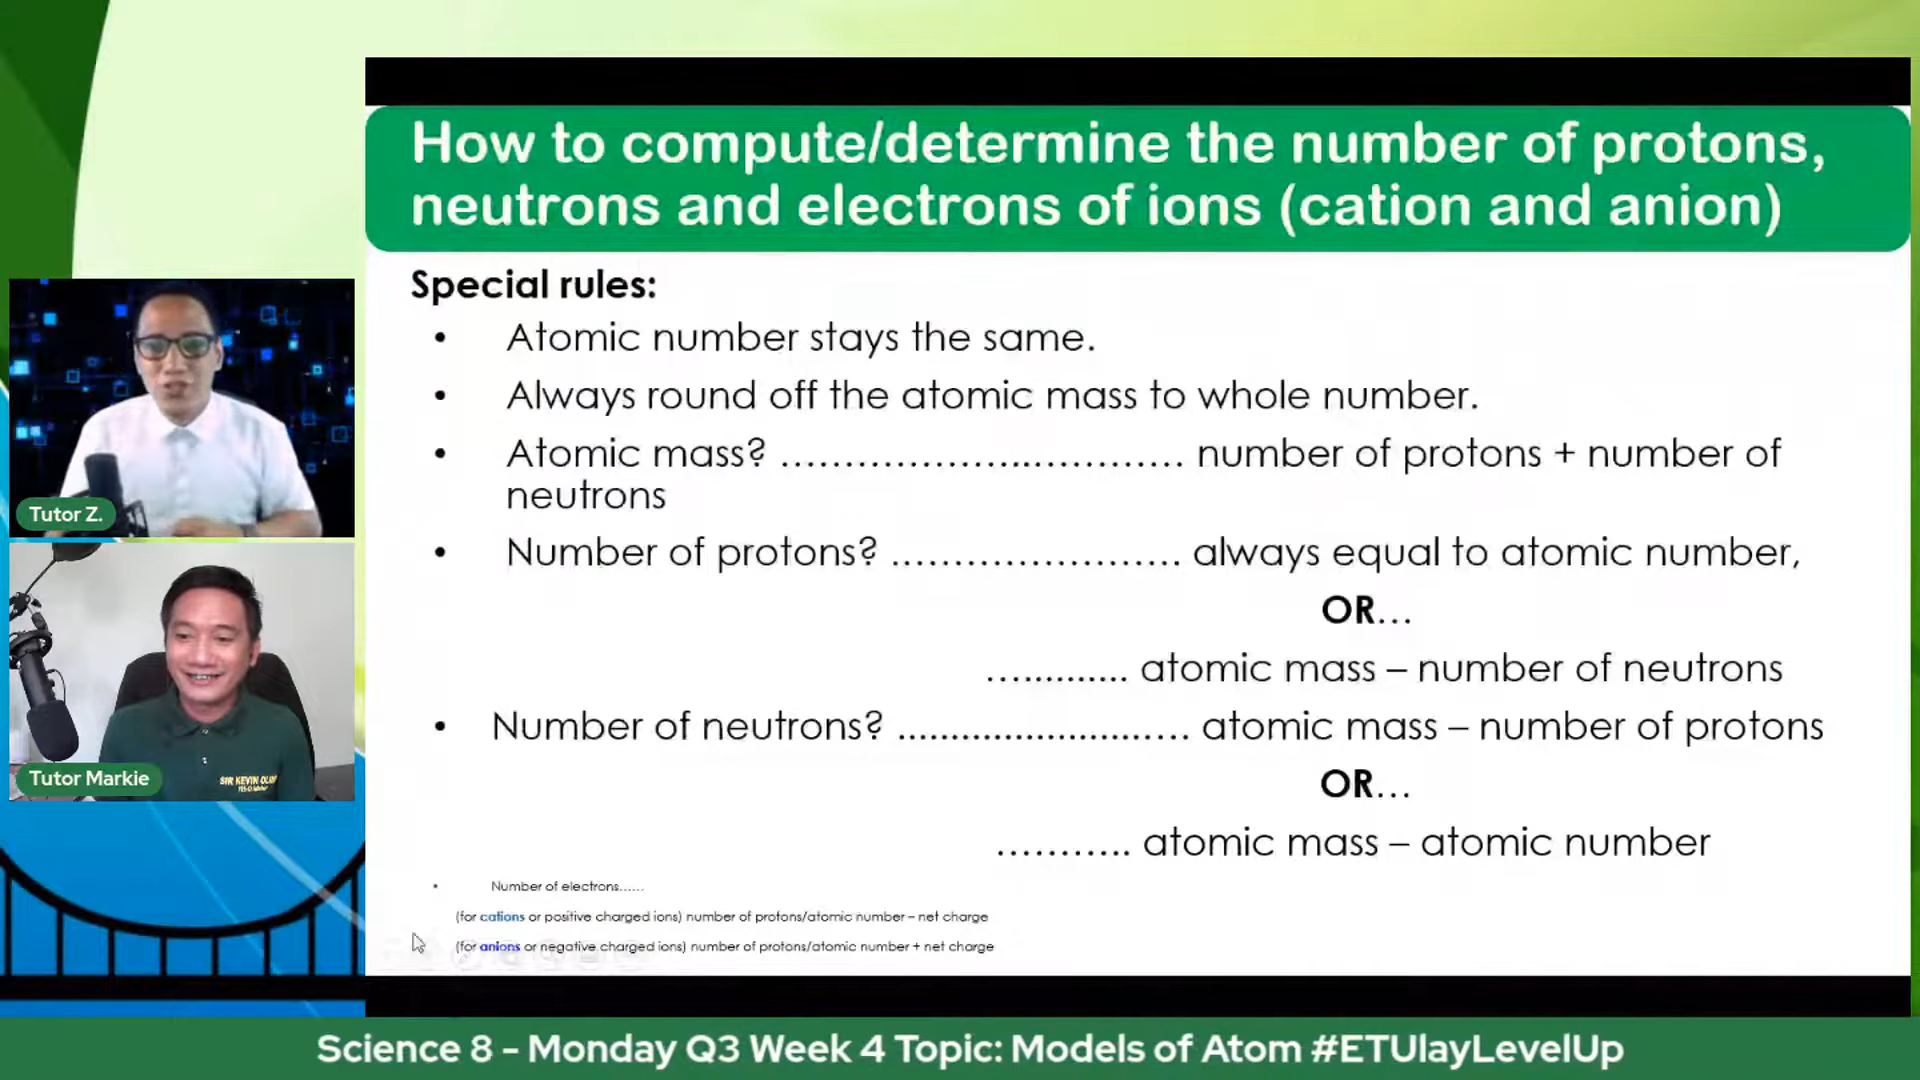 How to compute/determine the number of protons,
neutrons and electrons of ions (cation and anion)
Special rules:
• Atomic number stays the same.
• Always round off the atomic mass to whole number.
• Atomic mass? ................................ number of protons + number of
neutrons
• Number of protons? ....................... always equal to atomic number,
OR...
............. atomic mass – number of neutrons
• Number of neutrons? ............................ atomic mass – number of protons
OR...
........... atomic mass – atomic number
• Number of electrons......
(for cations or positive charged ions) number of protons/atomic number – net charge
(for anions or negative charged ions) number of protons/atomic number + net charge
Tutor Z.
SIR KEVIN
Tutor Markie
Science 8 - Monday Q3 Week 4 Topic: Models of Atom #ETUlayLevelUp